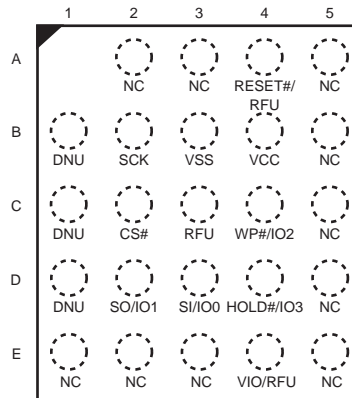 1 2 3 4 5
A
NC NC RESET#/ NC
RFU
B
DNU SCK VSS VCC NC
C
DNU CS# RFU WP#/IO2 NC
D
DNU SO/IO1 SI/IO0 HOLD#/IO3 NC
E
NC NC NC VIO/RFU NC